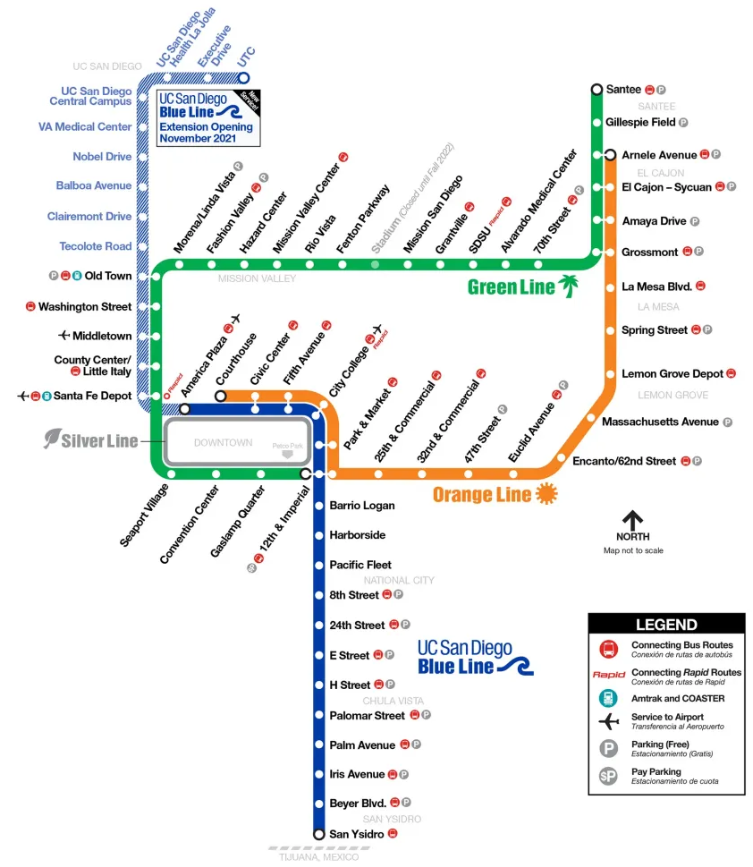 UC San Diego
Health La Jolla
Executive
Drive
UTC
UC SAN DIEGO
UC San Diego
Central Campus
VA Medical Center
Nobel Drive
Balboa Avenue
Clairemont Drive
Tecolote Road
P Old Town
Washington Street
Middletown
County Center/
Little Italy
Santa Fe Depot
UC San Diego
Blue Line
New
Service!
Extension Opening
November 2021
Morena/Linda Vista P
Fashion Valley P
Hazard Center
Mission Valley Center
Rio Vista
Fenton Parkway
Stadium (Closed until Fall 2022)
Mission San Diego
Grantville
SDSU Rapid
Alvarado Medical Center
70th Street P
MISSION VALLEY
Green Line
Santee P
SANTEE
Gillespie Field P
Arnele Avenue P
EL CAJON
El Cajon – Sycuan P
Amaya Drive P
Grossmont P
La Mesa Blvd.
LA MESA
Spring Street P
Lemon Grove Depot
LEMON GROVE
Massachusetts Avenue P
Encanto/62nd Street P
Rapid
America Plaza
Courthouse
Civic Center
Fifth Avenue
City College
Rapid
Park & Market
25th & Commercial
32nd & Commercial
47th Street P
Euclid Avenue P
Orange Line
Silver Line
DOWNTOWN
Petco Park
Seaport Village
Convention Center
Gaslamp Quarter
$P 12th & Imperial
Barrio Logan
Harborside
Pacific Fleet
NATIONAL CITY
8th Street P
24th Street P
E Street P
H Street P
CHULA VISTA
Palomar Street P
Palm Avenue P
Iris Avenue P
Beyer Blvd. P
SAN YSIDRO
San Ysidro
TIJUANA, MEXICO
UC San Diego
Blue Line
NORTH
Map not to scale
LEGEND
Connecting Bus Routes
Conexión de rutas de autobús
Rapid Connecting Rapid Routes
Conexión de rutas de Rapid
Amtrak and COASTER
Service to Airport
Transferencia al Aeropuerto
P Parking (Free)
Estacionamiento (Gratis)
$P Pay Parking
Estacionamiento de cuota